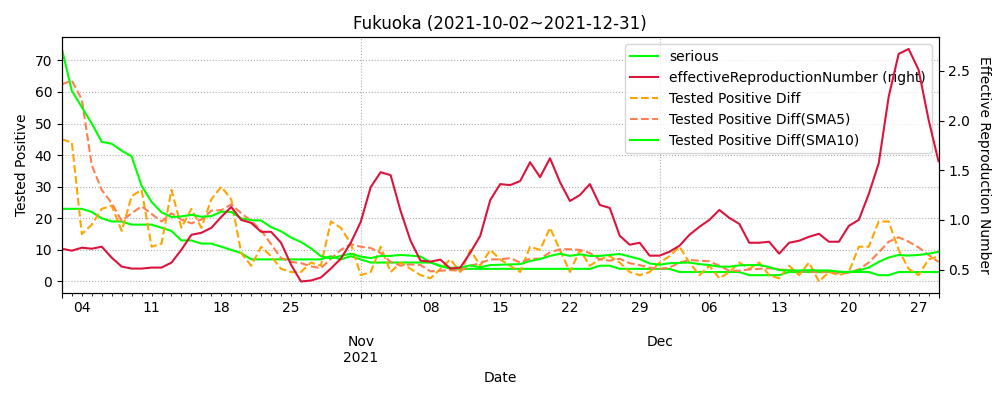 Fukuoka (2021-10-02~2021-12-31)
serious
effectiveReproductionNumber (right)
Tested Positive Diff
Tested Positive Diff(SMA5)
Tested Positive Diff(SMA10)
Tested Positive
70
60
50
40
30
20
10
0
2.5
2.0
1.5
1.0
0.5
Effective Reproduction Number
04 11 18 25 08 15 22 29 06 13 20 27
Nov Dec
2021
Date